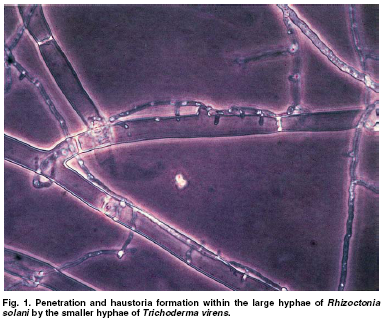 Fig. 1. Penetration and haustoria formation within the large hyphae of Rhizoctonia
solani by the smaller hyphae of Trichoderma virens.